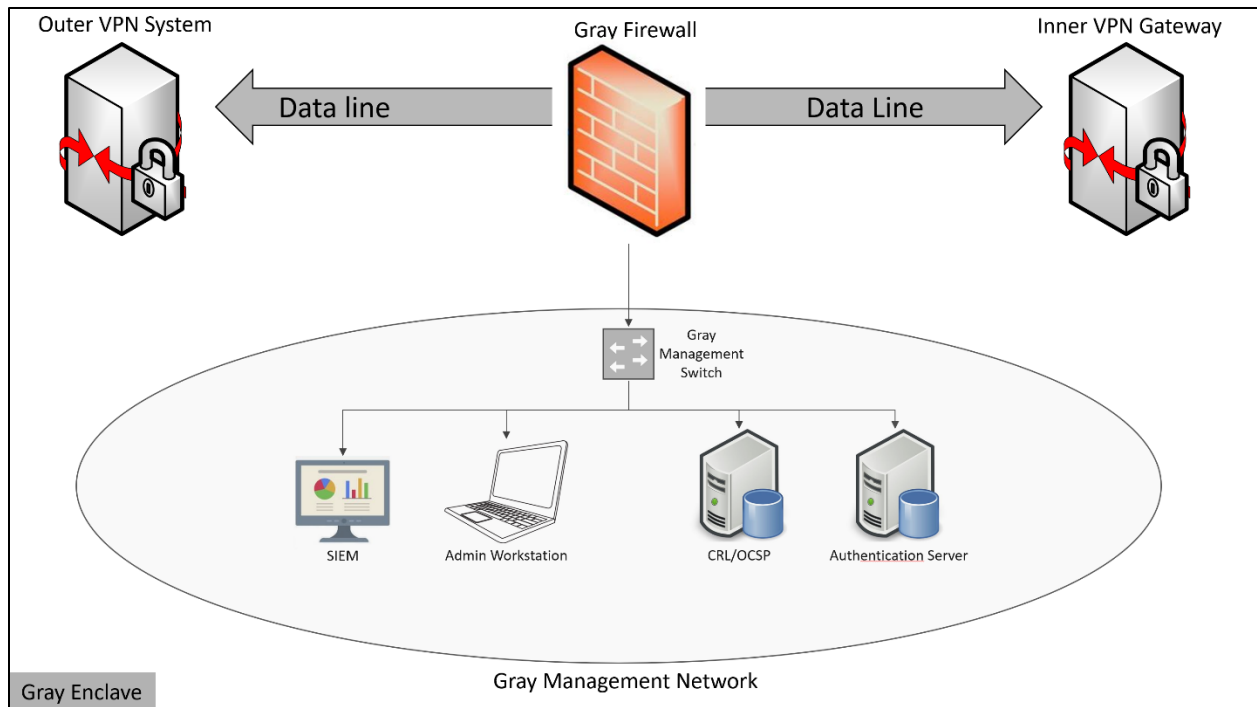 Outer VPN System
Gray Firewall
Inner VPN Gateway
Data line
Data Line
Gray
Management
Switch
SIEM
Admin Workstation
CRL/OCSP
Authentication Server
Gray Management Network
Gray Enclave